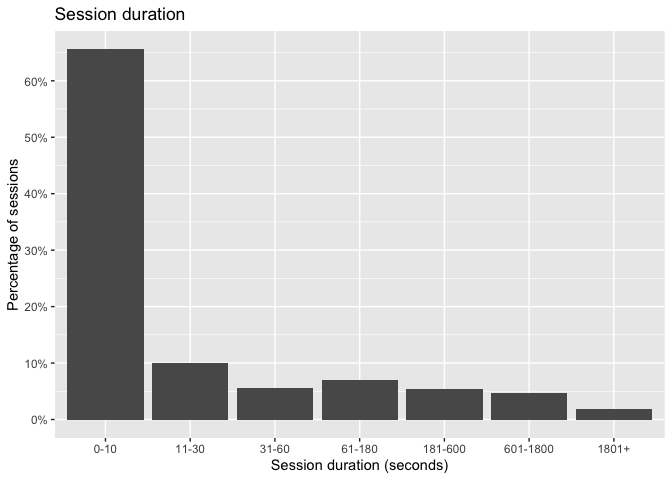 Session duration
Percentage of sessions
60%
50%
40%
30%
20%
10%
0%
0-10 11-30 31-60 61-180 181-600 601-1800 1801+
Session duration (seconds)